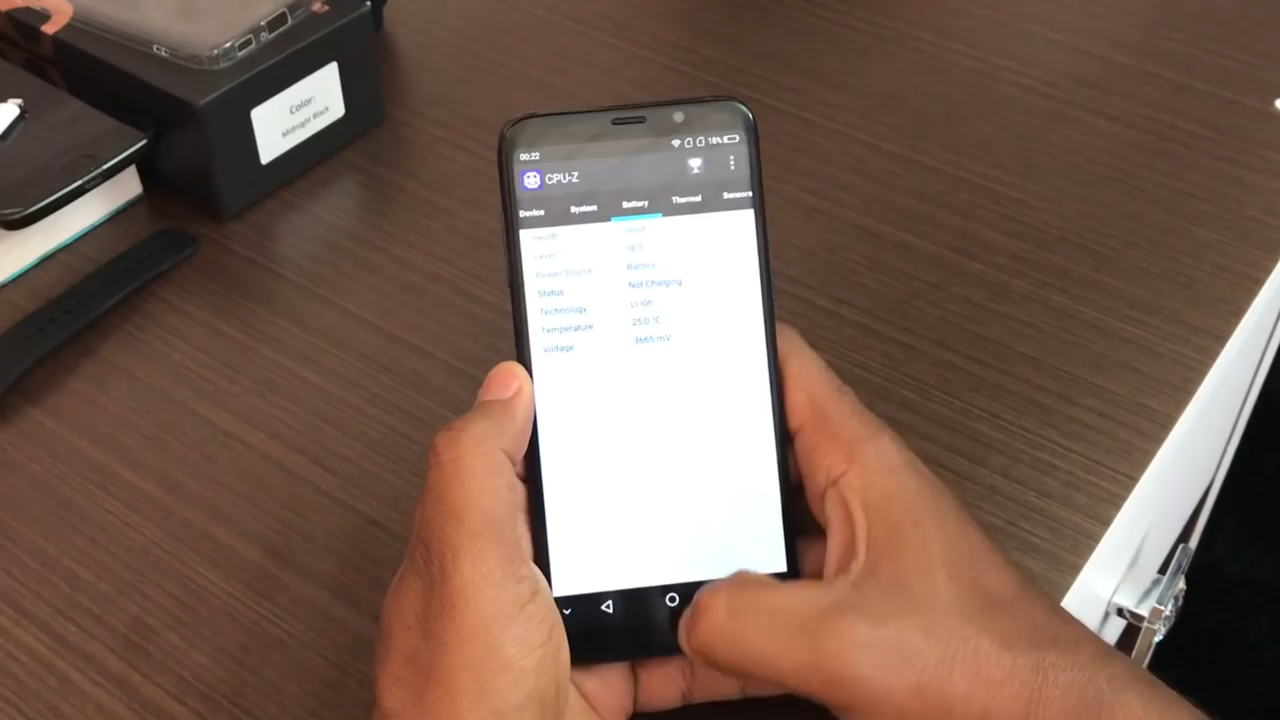 Color:
Midnight Black
00:22
18%
CPU-Z
Device System Battery Thermal Sensors
Health Good
Level
Power Source Battery
Status Not Charging
Technology Li-ion
Temperature 25.0 °C
Voltage 3665 mV